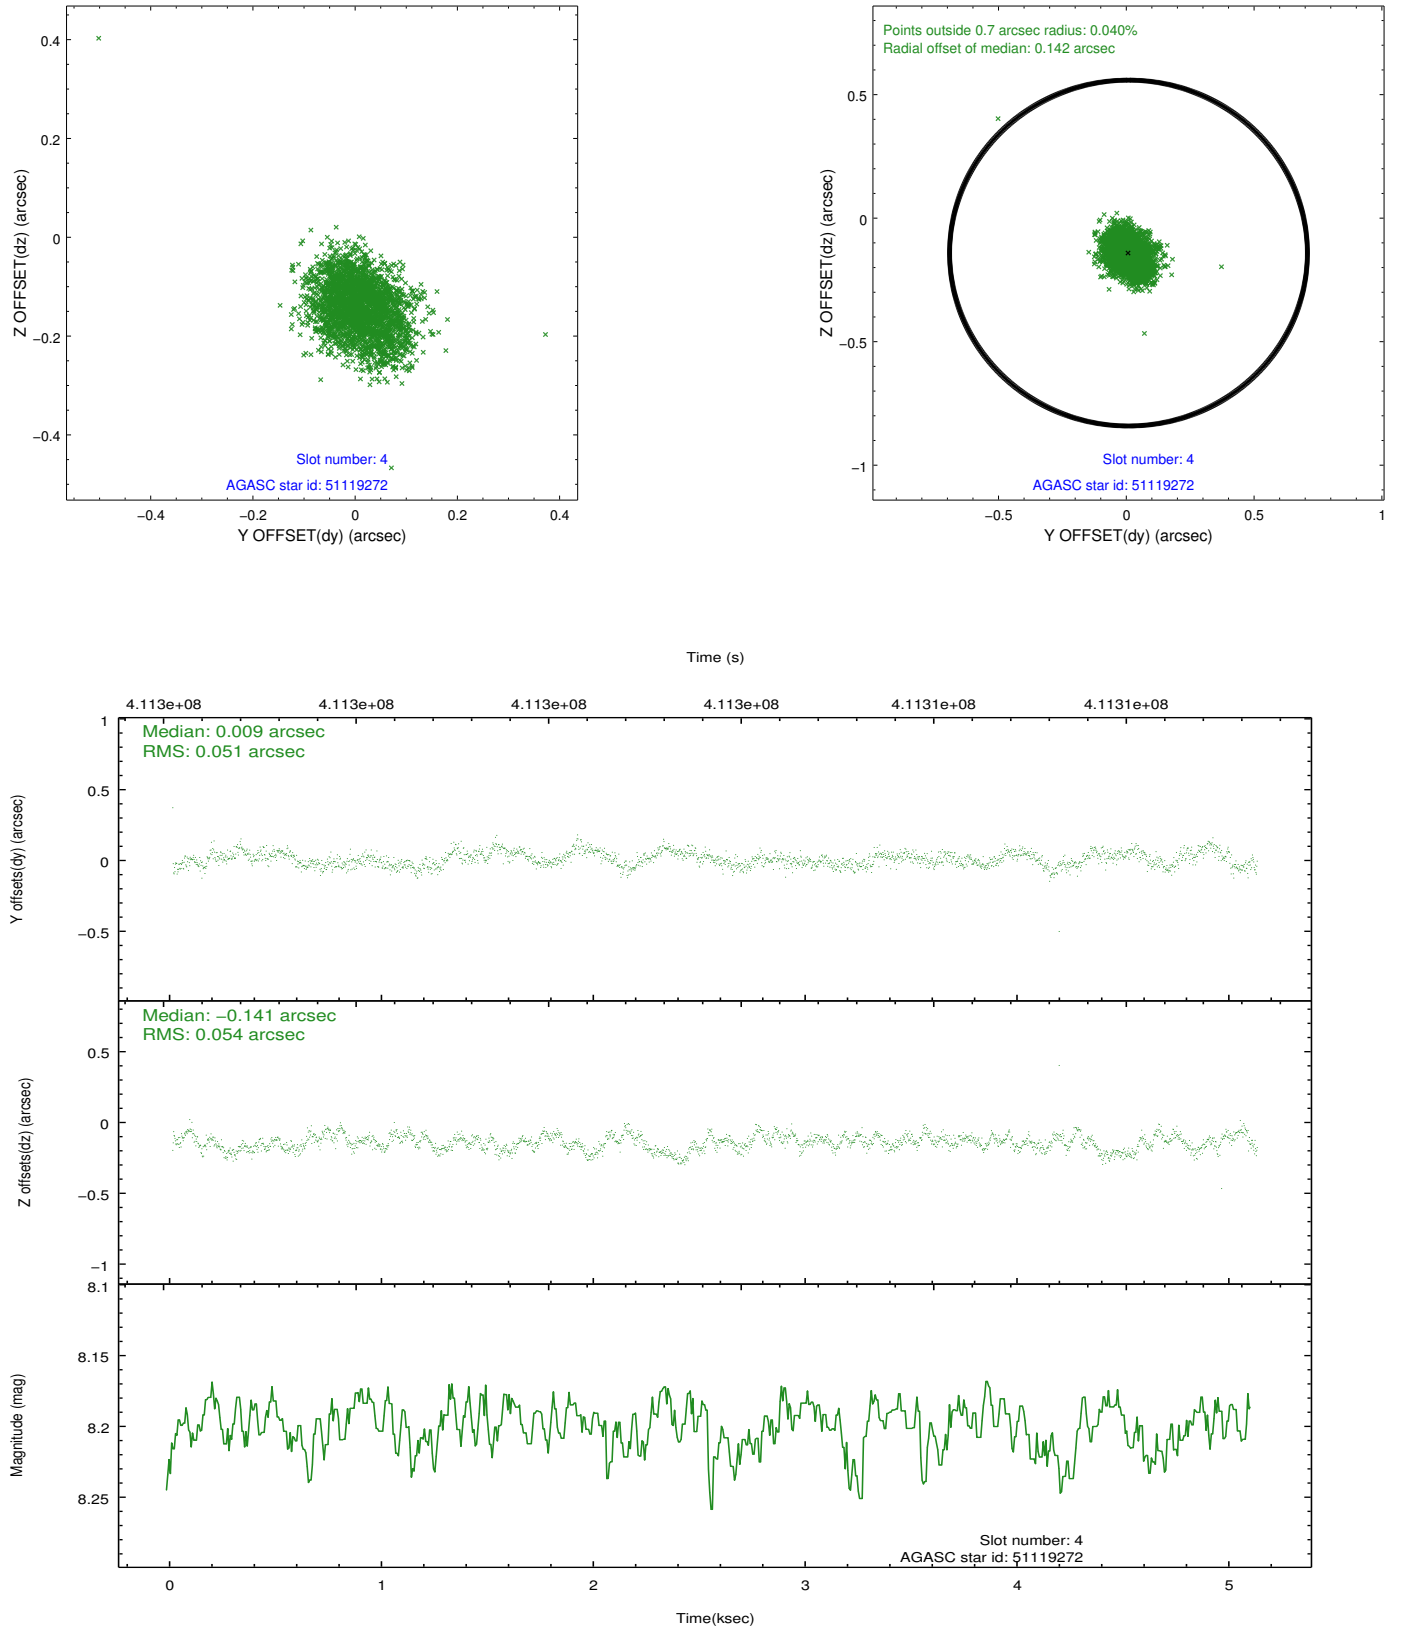 0.4
0.2
0
−0.2
−0.4
Z OFFSET(dz) (arcsec)
Slot number: 4
AGASC star id: 51119272
−0.4 −0.2 0 0.2 0.4
Y OFFSET(dy) (arcsec)
Points outside 0.7 arcsec radius: 0.040%
Radial offset of median: 0.142 arcsec
0.5
0
−0.5
−1
Z OFFSET(dz) (arcsec)
Slot number: 4
AGASC star id: 51119272
−0.5 0 0.5 1
Y OFFSET(dy) (arcsec)
Time (s)
4.113e+08 4.113e+08 4.113e+08 4.113e+08 4.1131e+08 4.1131e+08
Median: 0.009 arcsec
RMS: 0.051 arcsec
1
0.5
0
−0.5
Y offsets(dy) (arcsec)
Median: −0.141 arcsec
RMS: 0.054 arcsec
0.5
0
−0.5
−1
Z offsets(dz) (arcsec)
8.1
8.15
8.2
8.25
Magnitude (mag)
Slot number: 4
AGASC star id: 51119272
0 1 2 3 4 5
Time(ksec)